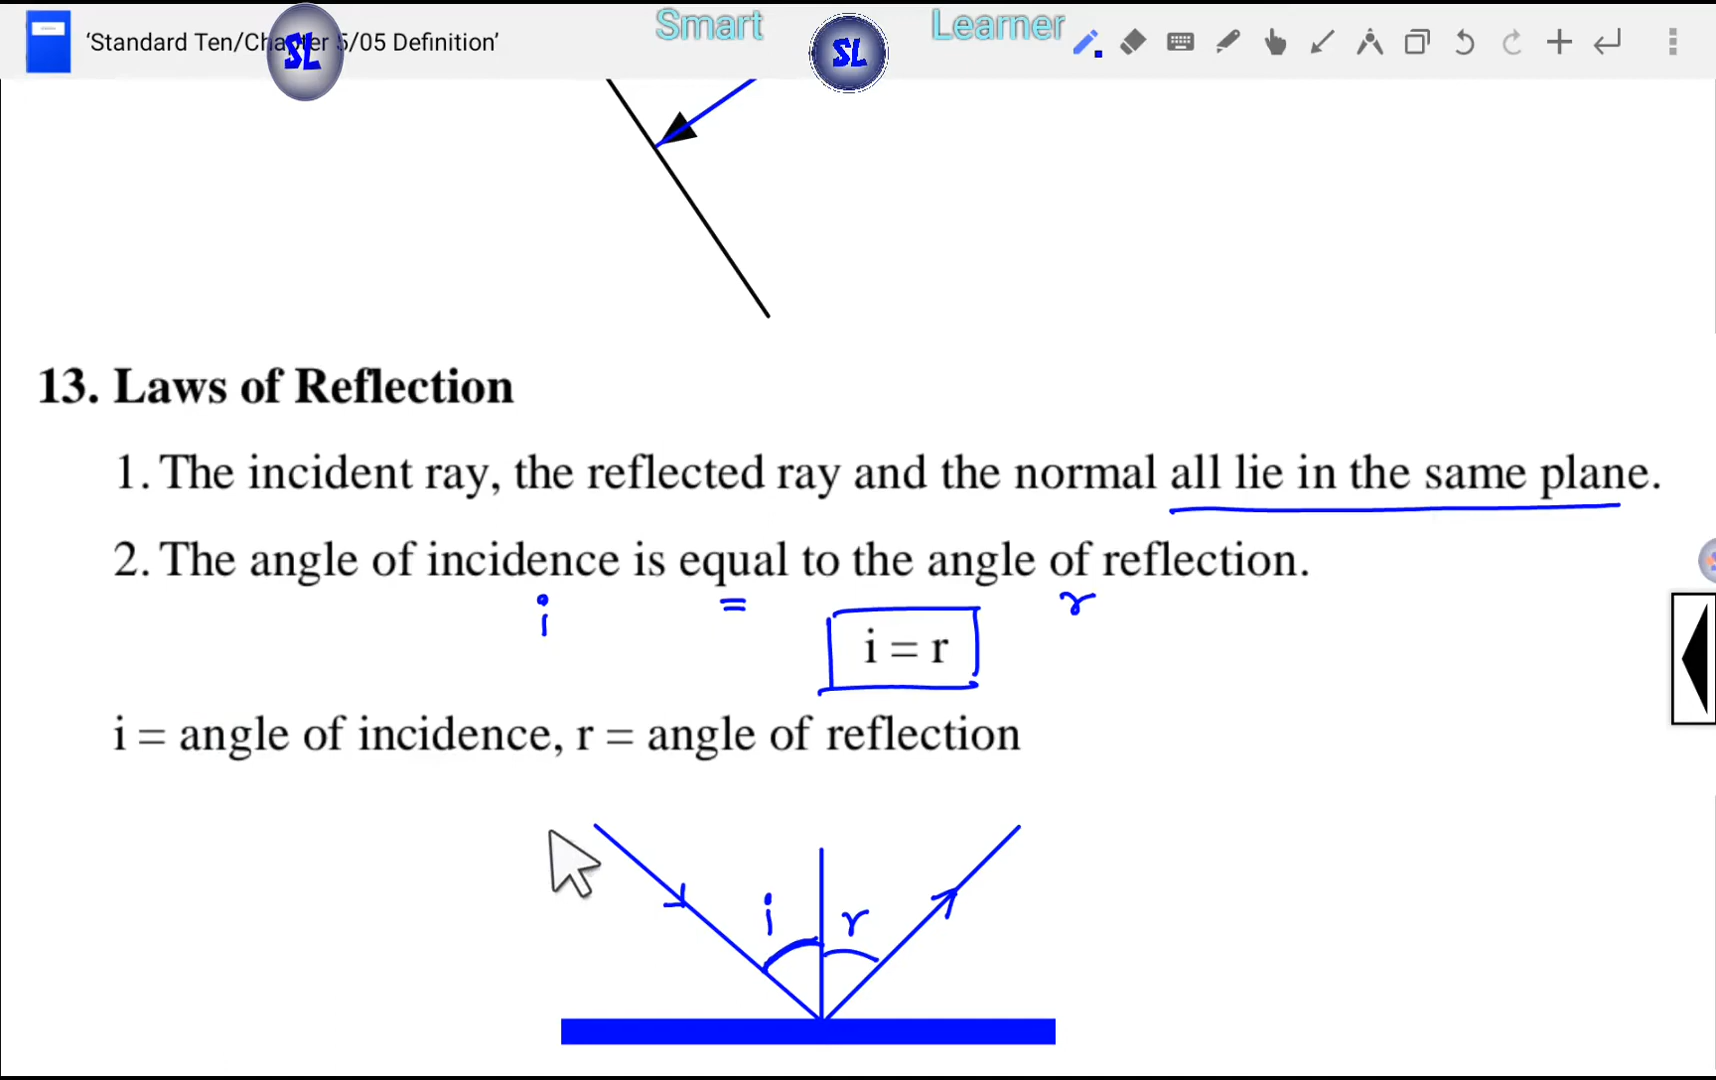 Smart Learner
'Standard Ten/Chapter 5/05 Definition'
SL
SL
13. Laws of Reflection
1. The incident ray, the reflected ray and the normal all lie in the same plane.
2. The angle of incidence is equal to the angle of reflection.
i = r
i = r
i = angle of incidence, r = angle of reflection
i r